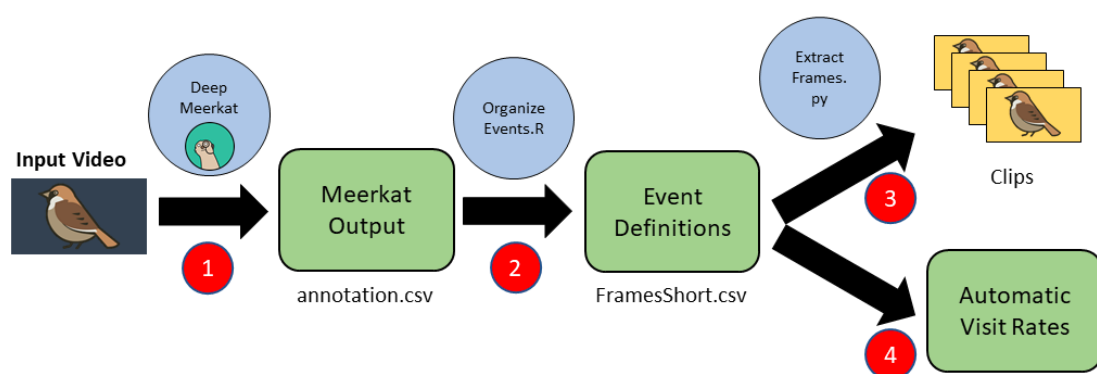 Deep
Meerkat
Organize
Events.R
Extract
Frames.
py
Input Video
Meerkat
Output
Event
Definitions
Clips
1
2
3
annotation.csv
FramesShort.csv
Automatic
Visit Rates
4